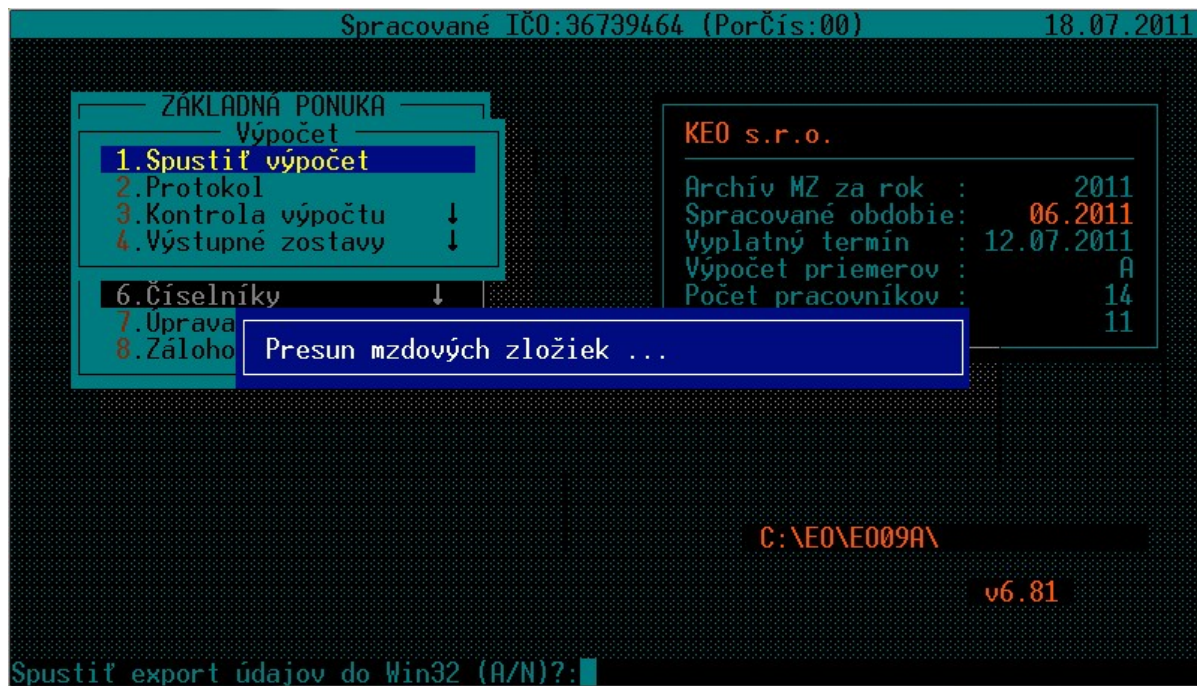 Spracované IČO:36739464 (PorČís:00) 18.07.2011
ZÁKLADNÁ PONUKA
Výpočet
1.Spustiť výpočet
2.Protokol
3.Kontrola výpočtu ↓
4.Výstupné zostavy ↓
6.Číselníky ↓
7.Úprava
8.Záloho
KEO s.r.o.
Archív MZ za rok : 2011
Spracované obdobie: 06.2011
Vyplatný termín : 12.07.2011
Výpočet priemerov : A
Počet pracovníkov : 14
11
Presun mzdových zložiek ...
C:\EO\EO09A\
v6.81
Spustiť export údajov do Win32 (A/N)?: